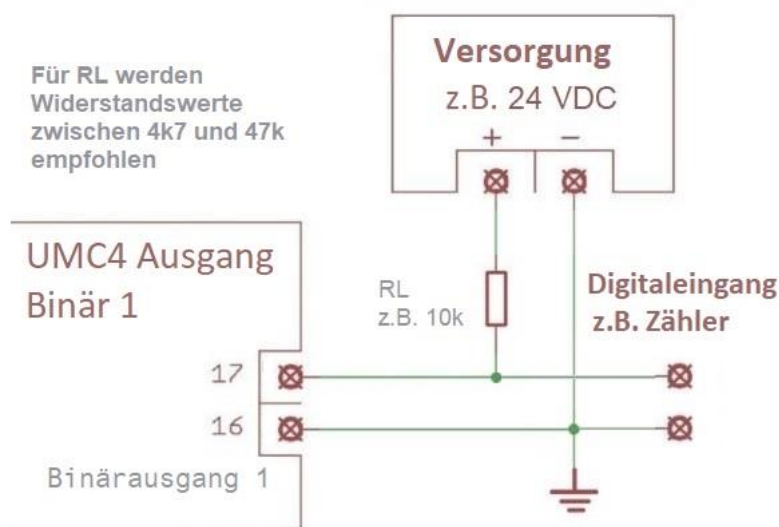 Für RL werden
Widerstandswerte
zwischen 4k7 und 47k
empfohlen
Versorgung
z.B. 24 VDC
+ −
UMC4 Ausgang
Binär 1
RL
z.B. 10k
Digitaleingang
z.B. Zähler
17
16
Binärausgang 1